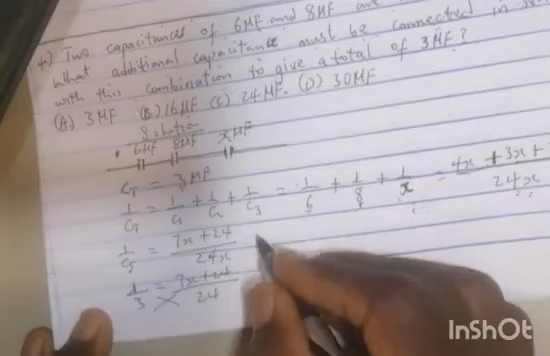 4) Two capacitances of 6MF and 8MF are
What additional capacitance must be connected in
with this combination to give a total of 3MF?
(A) 3MF (B) 16MF (C) 24MF. (D) 30MF
Solution
6MF 8MF xMF
CT = 3MF
1/CT = 1/C1 + 1/C2 + 1/C3 = 1/6 + 1/8 + 1/x = 4x + 3x + / 24x
1/CT = 7x + 24 / 24x
1/3 = 7x + 24 / 24
InShOt